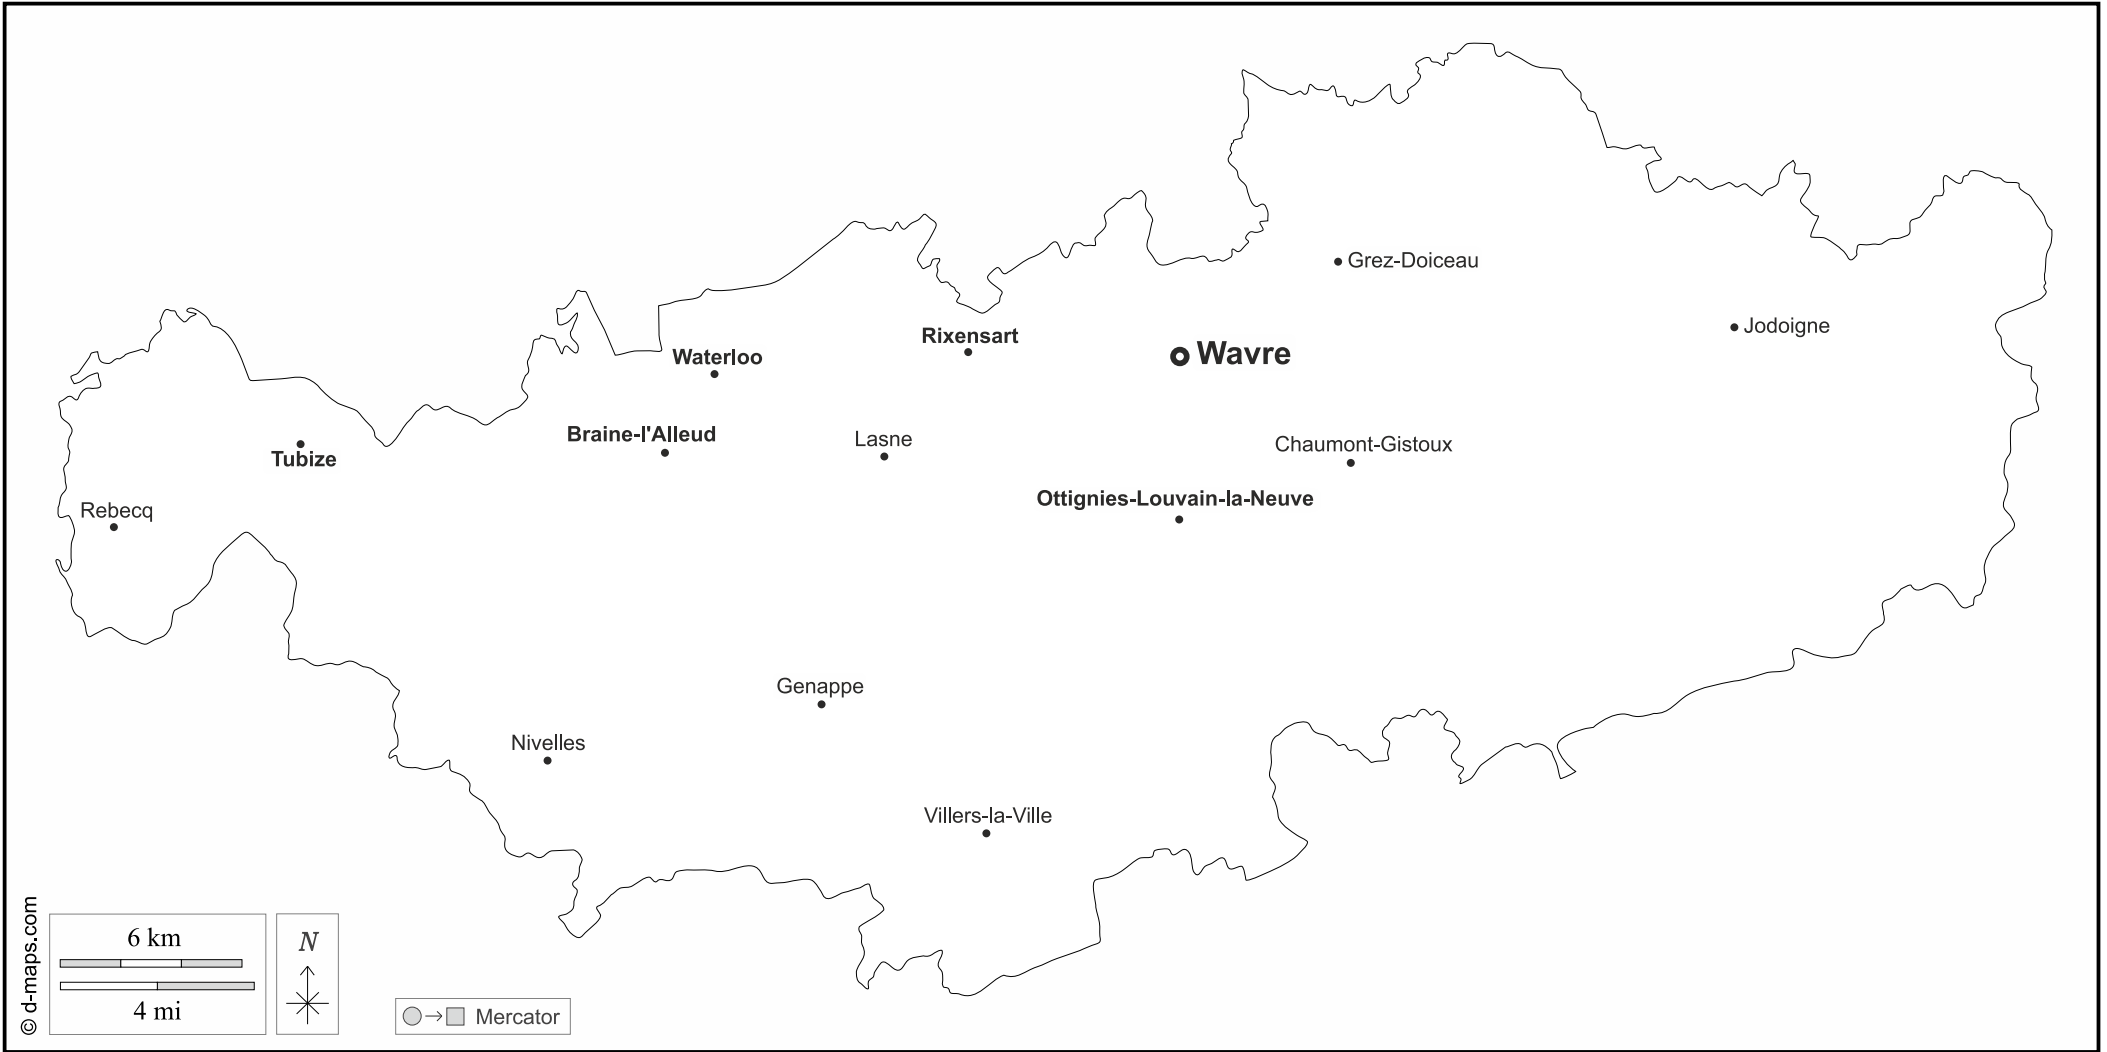 Grez-Doiceau
Jodoigne
Rixensart
Wavre
Waterloo
Braine-l'Alleud
Lasne
Chaumont-Gistoux
Tubize
Ottignies-Louvain-la-Neuve
Rebecq
Genappe
Nivelles
Villers-la-Ville
© d-maps.com
6 km
4 mi
N
Mercator